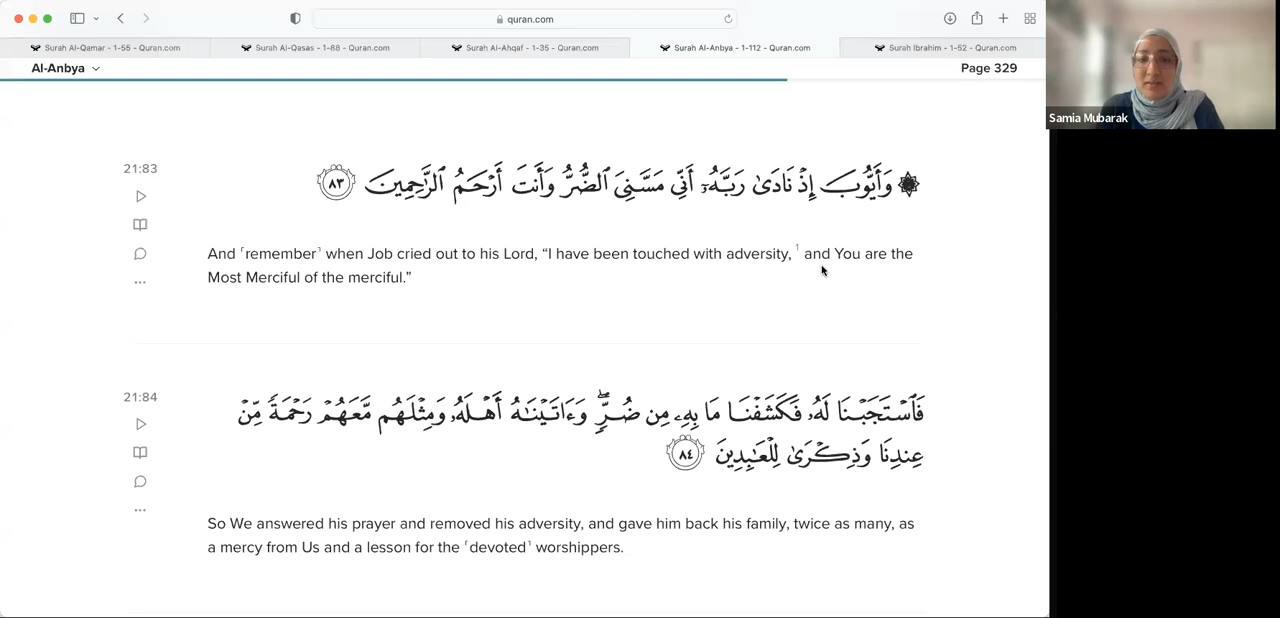 quran.com
Surah Al-Qamar - 1-55 - Quran.com
Surah Al-Qasas - 1-88 - Quran.com
Surah Al-Ahqaf - 1-35 - Quran.com
Surah Al-Anbya - 1-112 - Quran.com
Surah Ibrahim - 1-52 - Quran.com
Al-Anbya
Page 329
Samia Mubarak
21:83
۞ وَأَيُّوبَ إِذْ نَادَىٰ رَبَّهُۥٓ أَنِّى مَسَّنِىَ ٱلضُّرُّ وَأَنتَ أَرْحَمُ ٱلرَّٰحِمِينَ ٨٣
And ˹remember˺ when Job cried out to his Lord, “I have been touched with adversity, 1 and You are the
Most Merciful of the merciful.”
21:84
فَٱسْتَجَبْنَا لَهُۥ فَكَشَفْنَا مَا بِهِۦ مِن ضُرٍّۢ ۖ وَءَاتَيْنَـٰهُ أَهْلَهُۥ وَمِثْلَهُم مَّعَهُمْ رَحْمَةًۭ مِّنْ
عِندِنَا وَذِكْرَىٰ لِلْعَـٰبِدِينَ ٨٤
So We answered his prayer and removed his adversity, and gave him back his family, twice as many, as
a mercy from Us and a lesson for the ˹devoted˺ worshippers.